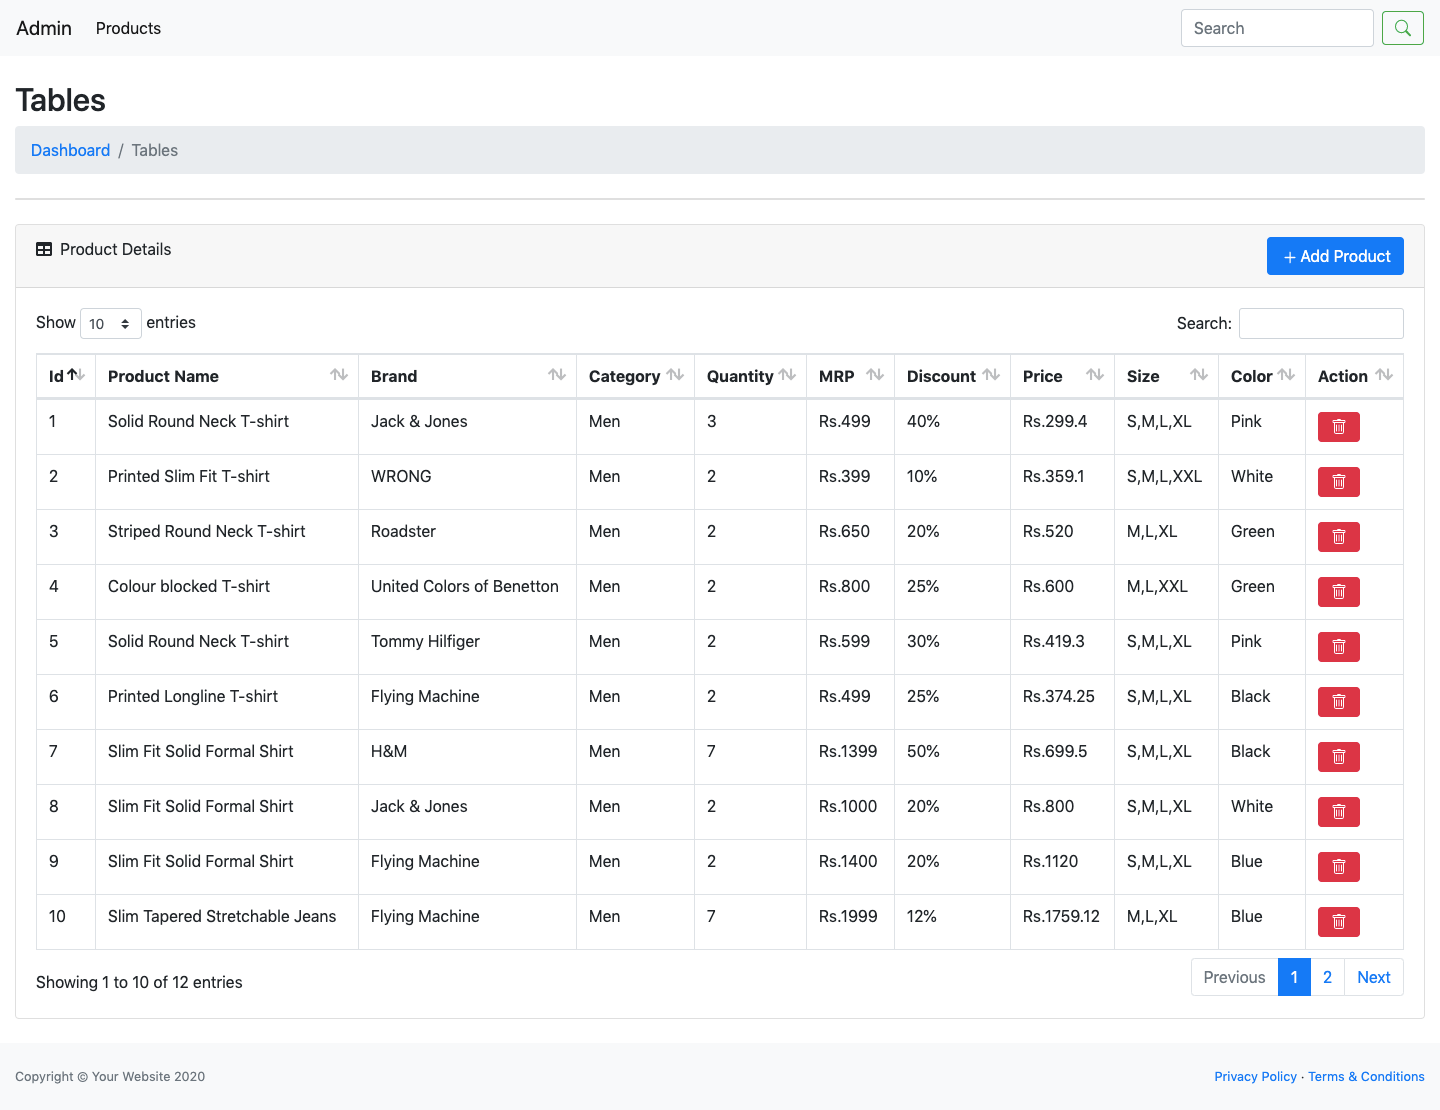 Admin Products Search
Tables
Dashboard / Tables
Product Details + Add Product
Show 10 entries Search:
Id Product Name Brand Category Quantity MRP Discount Price Size Color Action
1 Solid Round Neck T-shirt Jack & Jones Men 3 Rs.499 40% Rs.299.4 S,M,L,XL Pink
2 Printed Slim Fit T-shirt WRONG Men 2 Rs.399 10% Rs.359.1 S,M,L,XXL White
3 Striped Round Neck T-shirt Roadster Men 2 Rs.650 20% Rs.520 M,L,XL Green
4 Colour blocked T-shirt United Colors of Benetton Men 2 Rs.800 25% Rs.600 M,L,XXL Green
5 Solid Round Neck T-shirt Tommy Hilfiger Men 2 Rs.599 30% Rs.419.3 S,M,L,XL Pink
6 Printed Longline T-shirt Flying Machine Men 2 Rs.499 25% Rs.374.25 S,M,L,XL Black
7 Slim Fit Solid Formal Shirt H&M Men 7 Rs.1399 50% Rs.699.5 S,M,L,XL Black
8 Slim Fit Solid Formal Shirt Jack & Jones Men 2 Rs.1000 20% Rs.800 S,M,L,XL White
9 Slim Fit Solid Formal Shirt Flying Machine Men 2 Rs.1400 20% Rs.1120 S,M,L,XL Blue
10 Slim Tapered Stretchable Jeans Flying Machine Men 7 Rs.1999 12% Rs.1759.12 M,L,XL Blue
Showing 1 to 10 of 12 entries Previous 1 2 Next
Copyright © Your Website 2020 Privacy Policy · Terms & Conditions